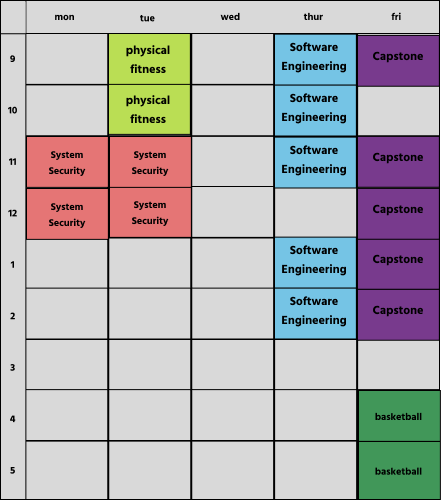 mon tue wed thur fri
9 physical fitness Software Engineering Capstone
10 physical fitness Software Engineering
11 System Security System Security Software Engineering Capstone
12 System Security System Security Capstone
1 Software Engineering Capstone
2 Software Engineering Capstone
3
4 basketball
5 basketball